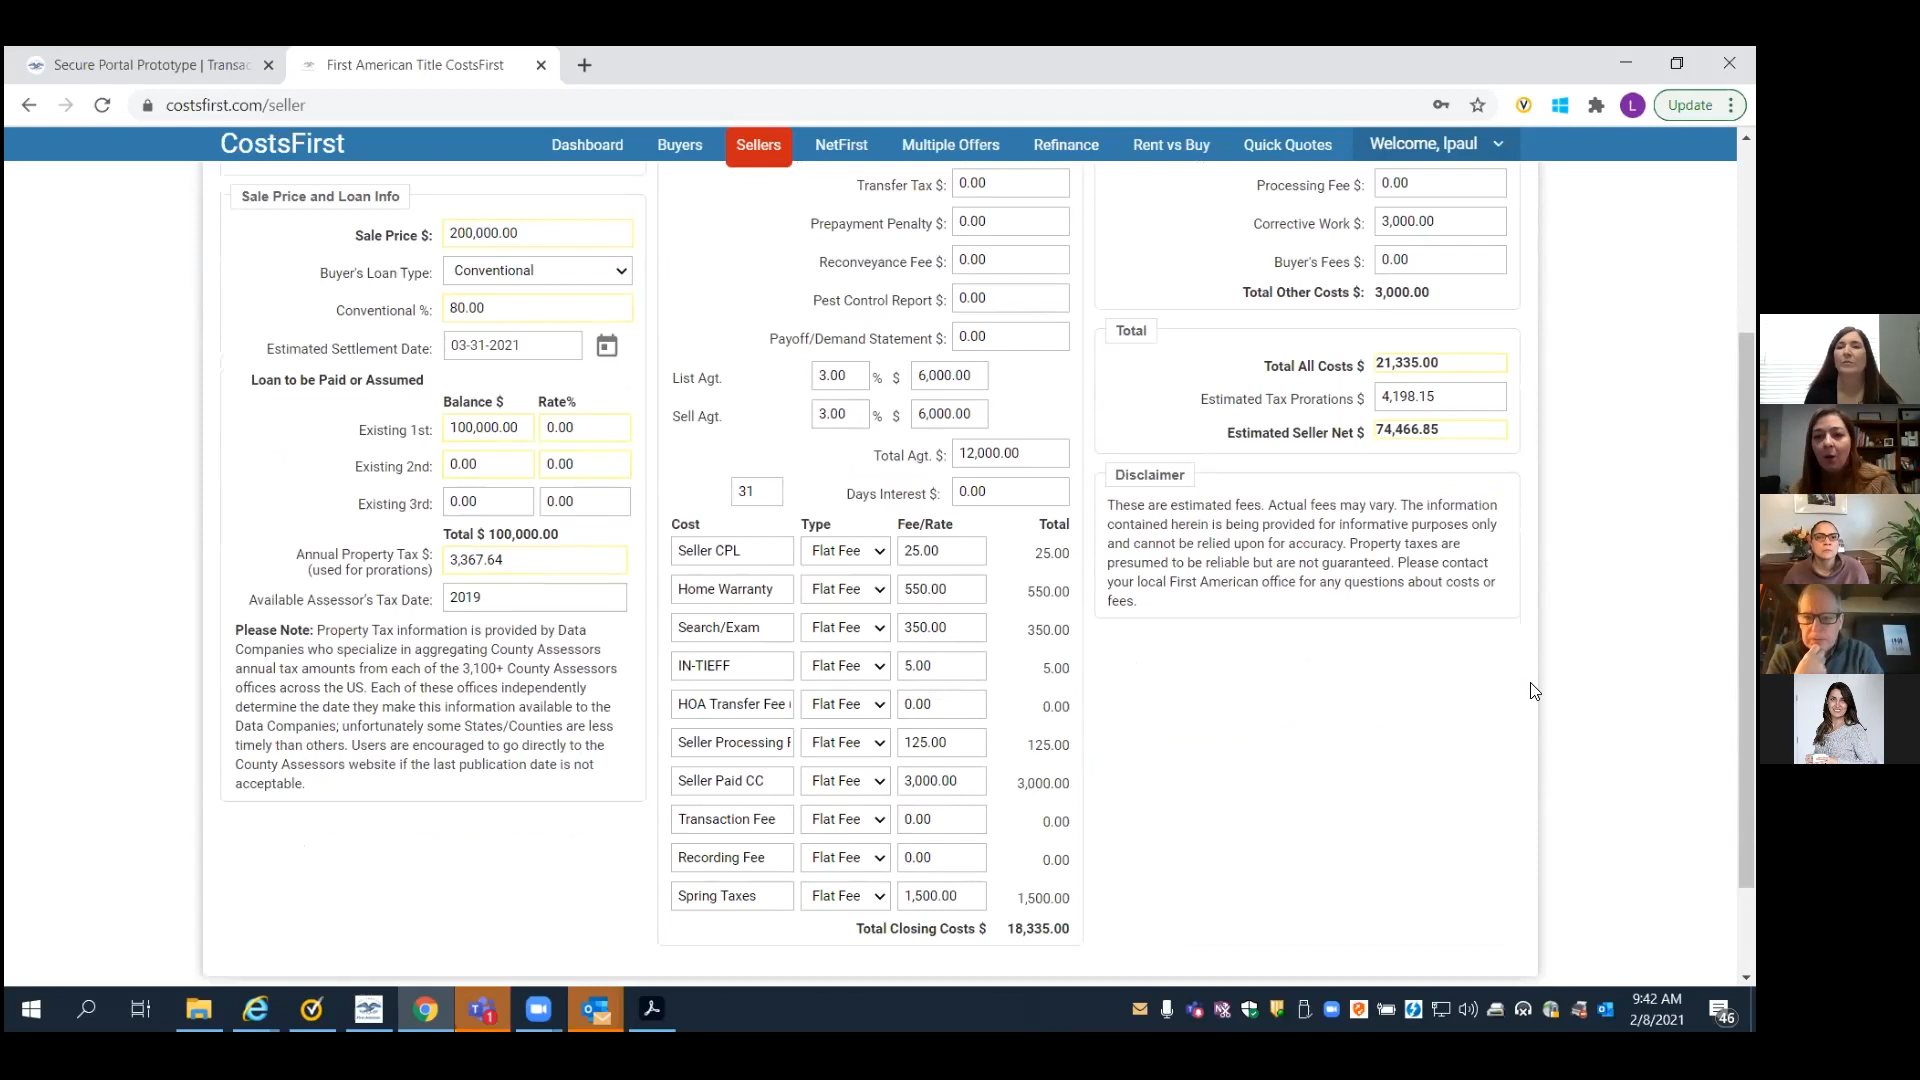 Secure Portal Prototype | Transac
First American Title CostsFirst
costsfirst.com/seller
L
Update
CostsFirst
Dashboard
Buyers
Sellers
NetFirst
Multiple Offers
Refinance
Rent vs Buy
Quick Quotes
Welcome, lpaul
Sale Price and Loan Info
Sale Price $: 200,000.00
Buyer's Loan Type: Conventional
Conventional %: 80.00
Estimated Settlement Date: 03-31-2021
Loan to be Paid or Assumed
Balance $ Rate%
Existing 1st: 100,000.00 0.00
Existing 2nd: 0.00 0.00
Existing 3rd: 0.00 0.00
Total $ 100,000.00
Annual Property Tax $: 3,367.64
(used for prorations)
Available Assessor's Tax Date: 2019
Please Note: Property Tax information is provided by Data
Companies who specialize in aggregating County Assessors
annual tax amounts from each of the 3,100+ County Assessors
offices across the US. Each of these offices independently
determine the date they make this information available to the
Data Companies; unfortunately some States/Counties are less
timely than others. Users are encouraged to go directly to the
County Assessors website if the last publication date is not
acceptable.
Transfer Tax $: 0.00
Prepayment Penalty $: 0.00
Reconveyance Fee $: 0.00
Pest Control Report $: 0.00
Payoff/Demand Statement $: 0.00
List Agt. 3.00 % $ 6,000.00
Sell Agt. 3.00 % $ 6,000.00
Total Agt. $: 12,000.00
31 Days Interest $: 0.00
Cost Type Fee/Rate Total
Seller CPL Flat Fee 25.00 25.00
Home Warranty Flat Fee 550.00 550.00
Search/Exam Flat Fee 350.00 350.00
IN-TIEFF Flat Fee 5.00 5.00
HOA Transfer Fee Flat Fee 0.00 0.00
Seller Processing F Flat Fee 125.00 125.00
Seller Paid CC Flat Fee 3,000.00 3,000.00
Transaction Fee Flat Fee 0.00 0.00
Recording Fee Flat Fee 0.00 0.00
Spring Taxes Flat Fee 1,500.00 1,500.00
Total Closing Costs $ 18,335.00
Processing Fee $: 0.00
Corrective Work $: 3,000.00
Buyer's Fees $: 0.00
Total Other Costs $: 3,000.00
Total
Total All Costs $ 21,335.00
Estimated Tax Prorations $ 4,198.15
Estimated Seller Net $ 74,466.85
Disclaimer
These are estimated fees. Actual fees may vary. The information
contained herein is being provided for informative purposes only
and cannot be relied upon for accuracy. Property taxes are
presumed to be reliable but are not guaranteed. Please contact
your local First American office for any questions about costs or
fees.
9:42 AM
2/8/2021
46